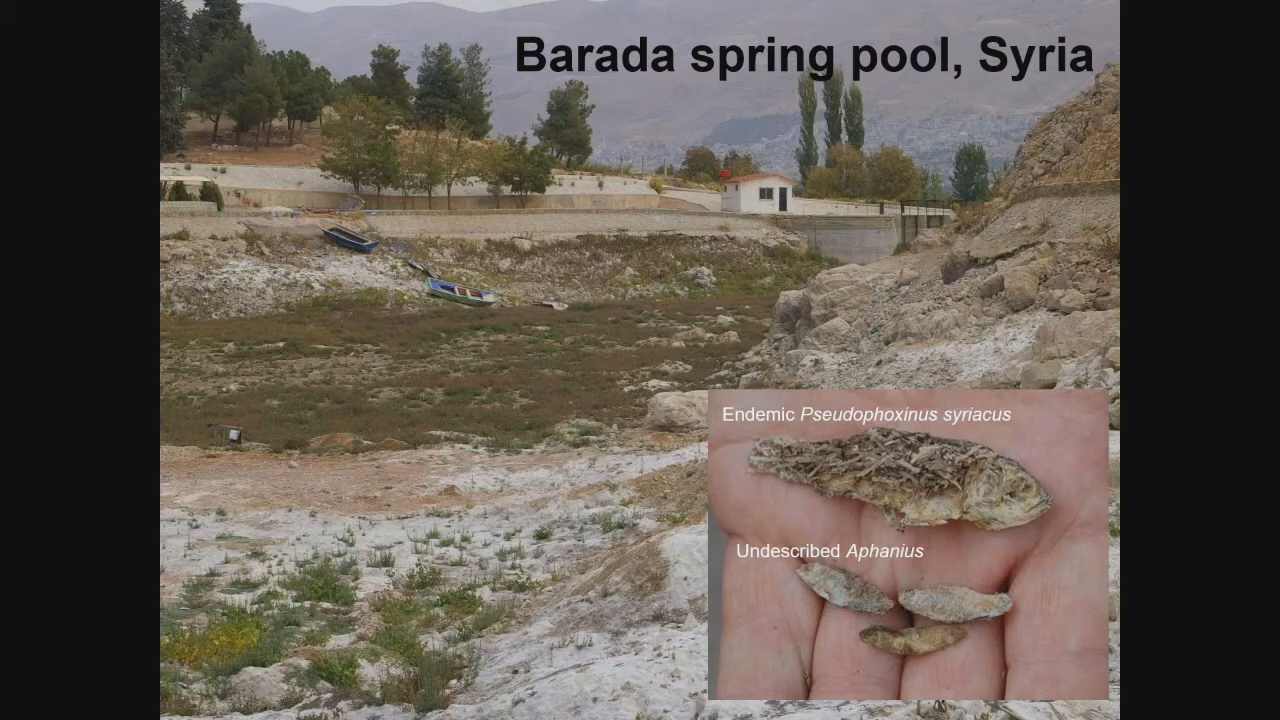 Barada spring pool, Syria
Endemic Pseudophoxinus syriacus
Undescribed Aphanius